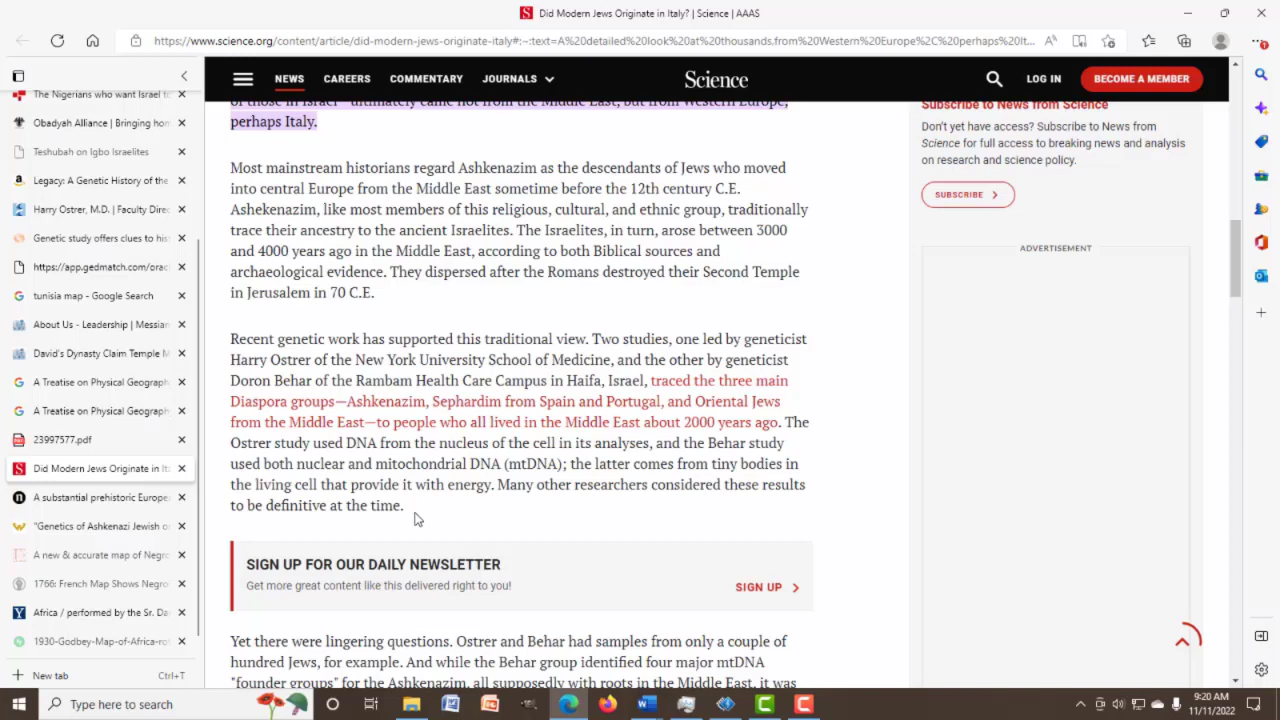 Did Modern Jews Originate in Italy? | Science | AAAS
https://www.science.org/content/article/did-modern-jews-originate-italy#:~:text=A%20detailed%20look%20at%20thousands,from%20Western%20Europe%2C%20perhaps%20It...
The Nigerians who want Israel to
Obadyah Alliance | Bringing hom
Teshubah on Igbo Israelites
Legacy: A Genetic History of the
Harry Ostrer, M.D. | Faculty Direc
Genetic study offers clues to his
https://app.gedmatch.com/orac
tunisia map - Google Search
About Us - Leadership | Messian
David's Dynasty Claim Temple M
A Treatise on Physical Geograph
A Treatise on Physical Geograph
23997577.pdf
Did Modern Jews Originate in Ita
A substantial prehistoric Europe
"Genetics of Ashkenazi Jewish or
A new & accurate map of Negro
1766: French Map Shows Negro
Africa / performed by the Sr. Da
1930-Godbey-Map-of-Africa-ro
New tab Ctrl+T
NEWS CAREERS COMMENTARY JOURNALS
Science
LOG IN
BECOME A MEMBER
of those in Israel—ultimately came not from the Middle East, but from Western Europe,
perhaps Italy.
Most mainstream historians regard Ashkenazim as the descendants of Jews who moved
into central Europe from the Middle East sometime before the 12th century C.E.
Ashekenazim, like most members of this religious, cultural, and ethnic group, traditionally
trace their ancestry to the ancient Israelites. The Israelites, in turn, arose between 3000
and 4000 years ago in the Middle East, according to both Biblical sources and
archaeological evidence. They dispersed after the Romans destroyed their Second Temple
in Jerusalem in 70 C.E.
Recent genetic work has supported this traditional view. Two studies, one led by geneticist
Harry Ostrer of the New York University School of Medicine, and the other by geneticist
Doron Behar of the Rambam Health Care Campus in Haifa, Israel, traced the three main
Diaspora groups—Ashkenazim, Sephardim from Spain and Portugal, and Oriental Jews
from the Middle East—to people who all lived in the Middle East about 2000 years ago. The
Ostrer study used DNA from the nucleus of the cell in its analyses, and the Behar study
used both nuclear and mitochondrial DNA (mtDNA); the latter comes from tiny bodies in
the living cell that provide it with energy. Many other researchers considered these results
to be definitive at the time.
SIGN UP FOR OUR DAILY NEWSLETTER
Get more great content like this delivered right to you!
SIGN UP
Yet there were lingering questions. Ostrer and Behar had samples from only a couple of
hundred Jews, for example. And while the Behar group identified four major mtDNA
"founder groups" for the Ashkenazim, all supposedly with roots in the Middle East, it was
Subscribe to News from Science
Don't yet have access? Subscribe to News from
Science for full access to breaking news and analysis
on research and science policy.
SUBSCRIBE
ADVERTISEMENT
Type here to search
9:20 AM
11/11/2022